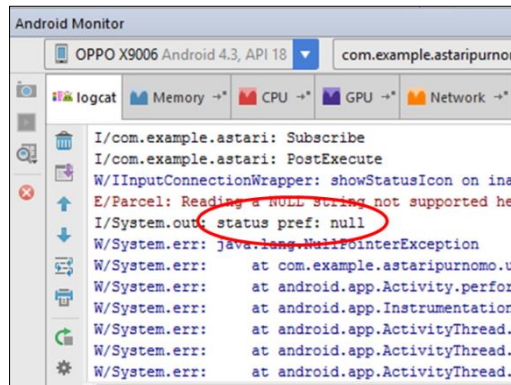 Android Monitor
OPPO X9006 Android 4.3, API 18 com.example.astaripurnomo
logcat Memory →* CPU →* GPU →* Network →*
I/com.example.astari: Subscribe
I/com.example.astari: PostExecute
W/IInputConnectionWrapper: showStatusIcon on ina
E/Parcel: Reading a NULL string not supported he
I/System.out: status pref: null
W/System.err: java.lang.NullPointerException
W/System.err: at com.example.astaripurnomo.u
W/System.err: at android.app.Activity.perfor
W/System.err: at android.app.Instrumentation
W/System.err: at android.app.ActivityThread.
W/System.err: at android.app.ActivityThread.
W/System.err: at android.app.ActivityThread.